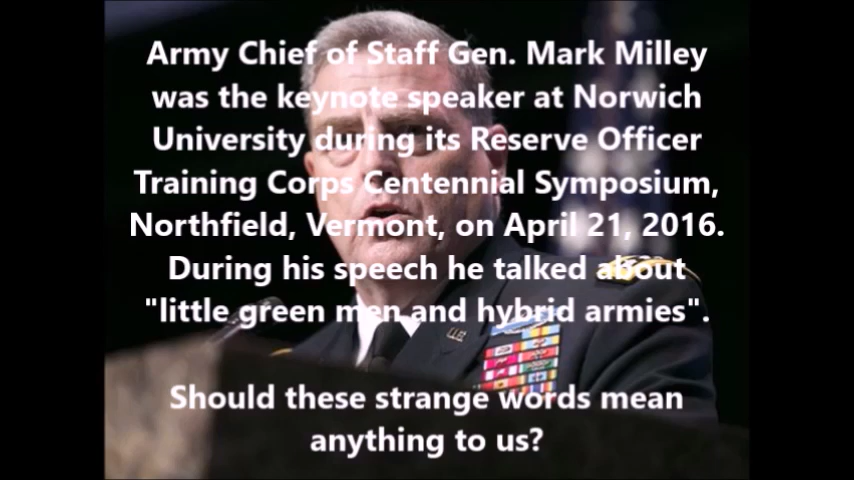 Army Chief of Staff Gen. Mark Milley
was the keynote speaker at Norwich
University during its Reserve Officer
Training Corps Centennial Symposium,
Northfield, Vermont, on April 21, 2016.
During his speech he talked about
"little green men and hybrid armies".
Should these strange words mean
anything to us?